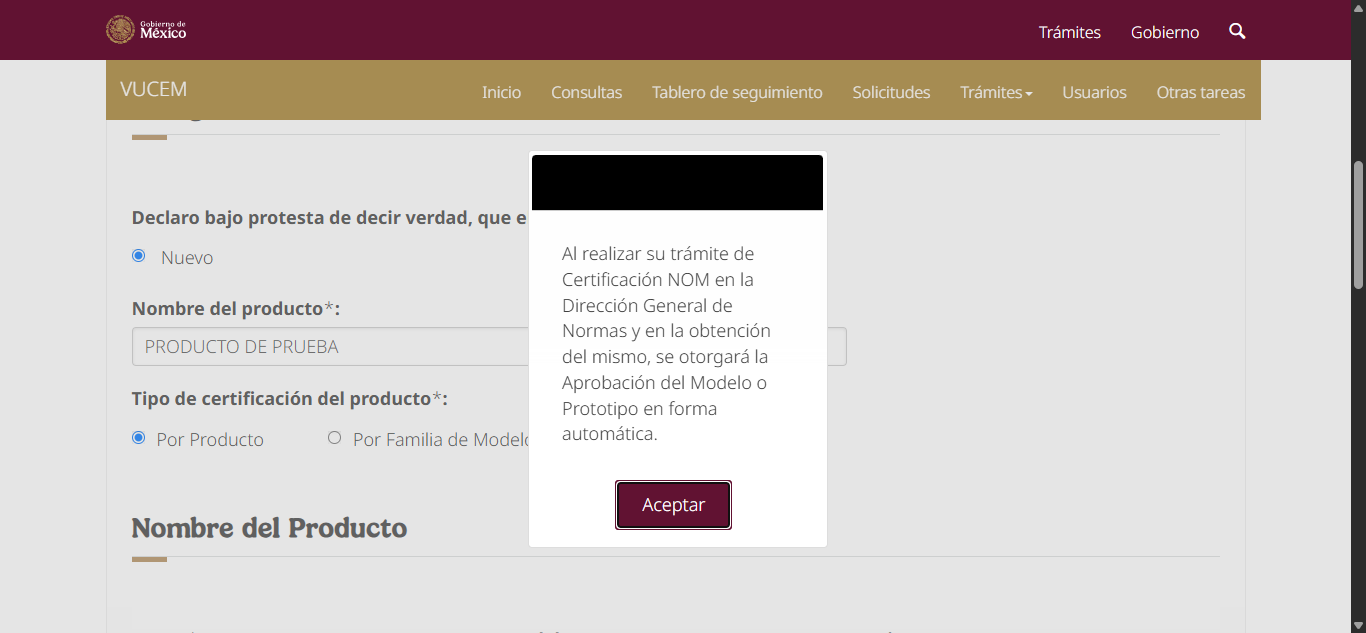 Gobierno de
México
Trámites
Gobierno
VUCEM
Inicio
Consultas
Tablero de seguimiento
Solicitudes
Trámites
Usuarios
Otras tareas
Declaro bajo protesta de decir verdad, que e
Nuevo
Nombre del producto*:
PRODUCTO DE PRUEBA
Tipo de certificación del producto*:
Por Producto
Por Familia de Modelo
Nombre del Producto
Al realizar su trámite de
Certificación NOM en la
Dirección General de
Normas y en la obtención
del mismo, se otorgará la
Aprobación del Modelo o
Prototipo en forma
automática.
Aceptar